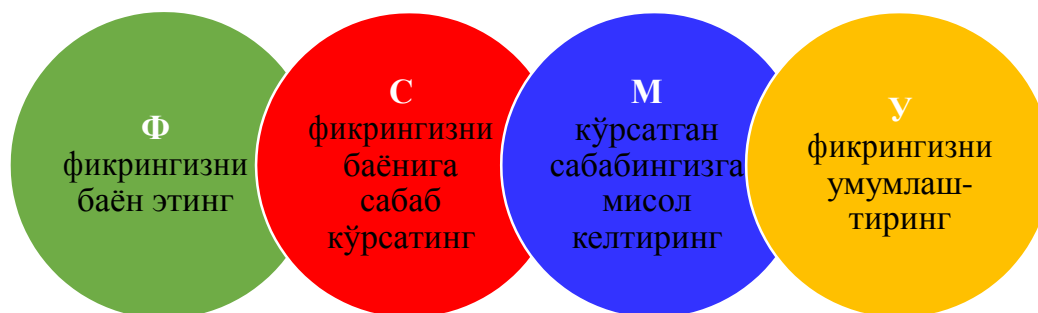 Ф
фикрингизни
баён этинг
С
фикрингизни
баёнига
сабаб
кўрсатинг
М
кўрсатган
сабабингизга
мисол
келтиринг
У
фикрингизни
умумлаш-
тиринг